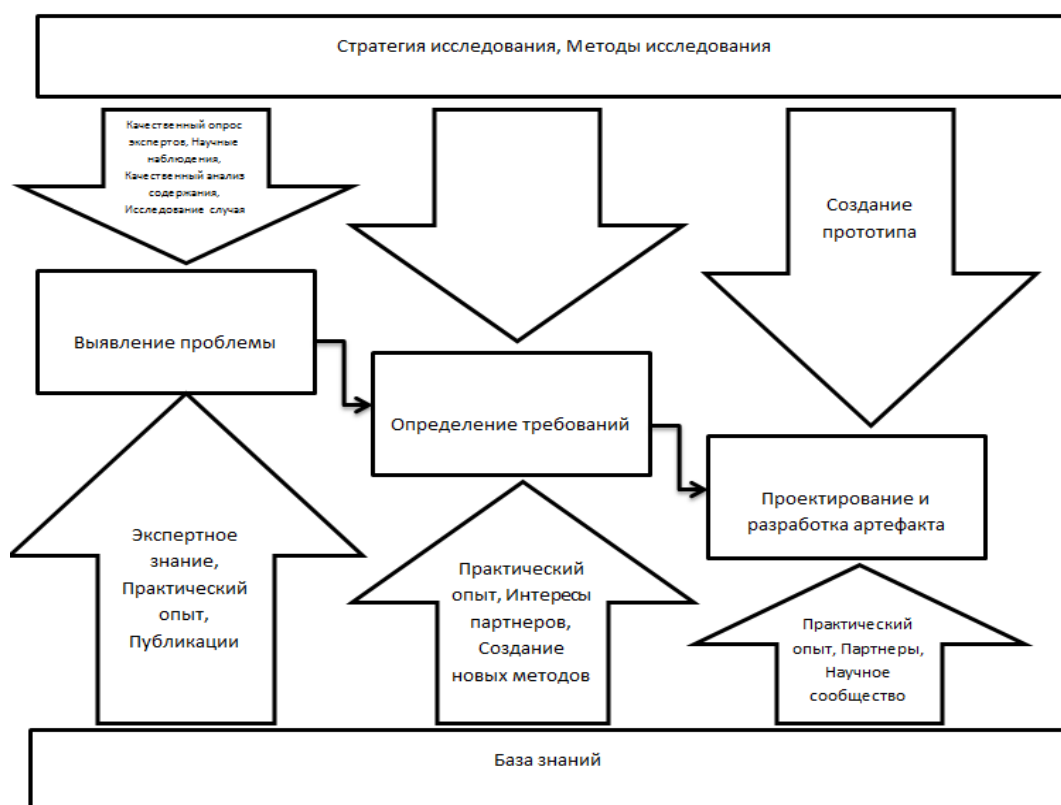 Стратегия исследования, Методы исследования
Качественный опрос
экспертов, Научные
наблюдения,
Качественный анализ
содержания,
Исследование случая
Создание
прототипа
Выявление проблемы
Определение требований
Проектирование и
разработка артефакта
Экспертное
знание,
Практический
опыт,
Публикации
Практический
опыт, Интересы
партнеров,
Создание
новых методов
Практический
опыт, Партнеры,
Научное
сообщество
База знаний